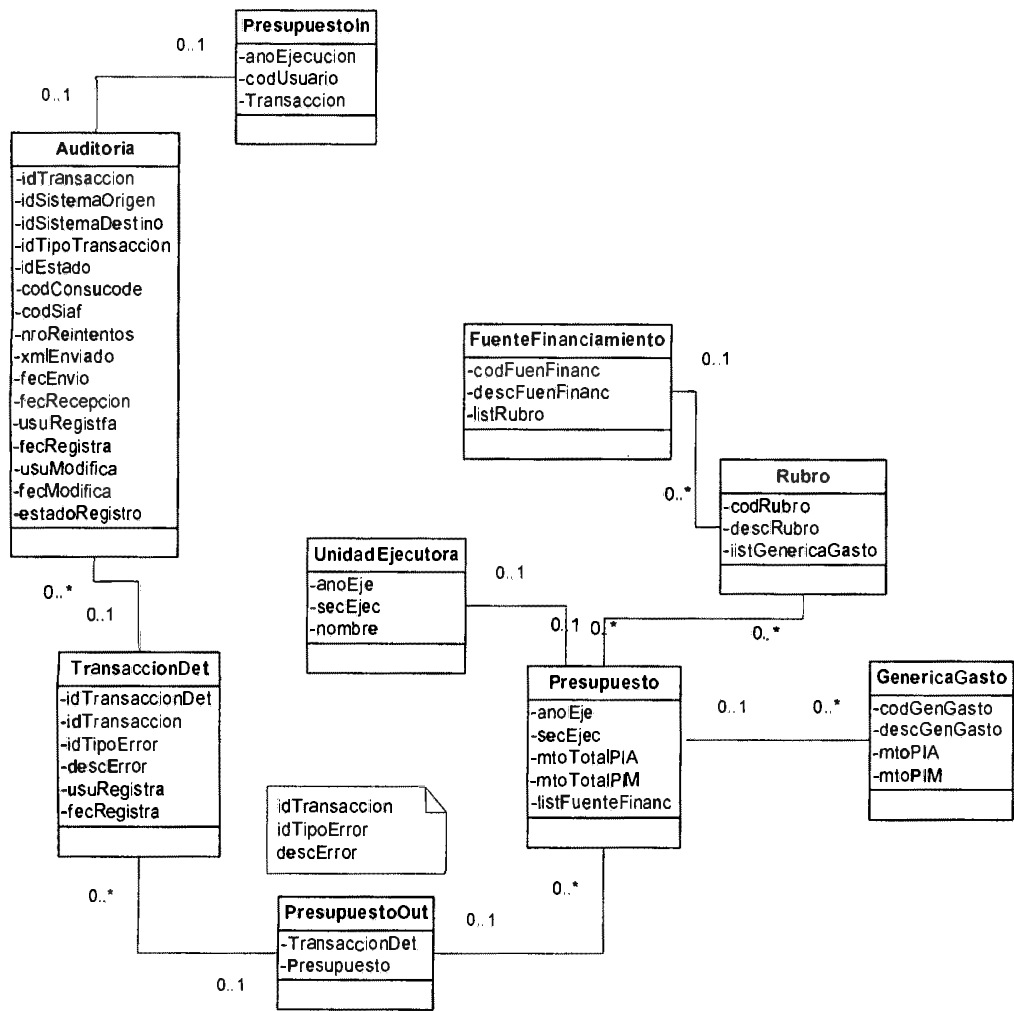 PresupuestoIn
-anoEjecucion
-codUsuario
-Transaccion
0..1
0..1
Auditoria
-idTransaccion
-idSistemaOrigen
-idSistemaDestino
-idTipoTransaccion
-idEstado
-codConsucode
-codSiaf
-nroReintentos
-xmlEnviado
-fecEnvio
-fecRecepcion
-usuRegistfa
-fecRegistra
-usuModifica
-fecModifica
-estadoRegistro
0..*
0..1
FuenteFinanciamiento
-codFuenFinanc
-descFuenFinanc
-listRubro
0..1
0..*
Rubro
-codRubro
-descRubro
-iistGenericaGasto
UnidadEjecutora
-anoEje
-secEjec
-nombre
0..1
0..1
0..*
0..*
TransaccionDet
-idTransaccionDet
-idTransaccion
-idTipoError
-descError
-usuRegistra
-fecRegistra
Presupuesto
-anoEje
-secEjec
-mtoTotalPIA
-mtoTotalPIM
-listFuenteFinanc
0..1
0..*
GenericaGasto
-codGenGasto
-descGenGasto
-mtoPIA
-mtoPIM
idTransaccion
idTipoError
descError
0..*
0..*
PresupuestoOut
-TransaccionDet
-Presupuesto
0..1
0..1